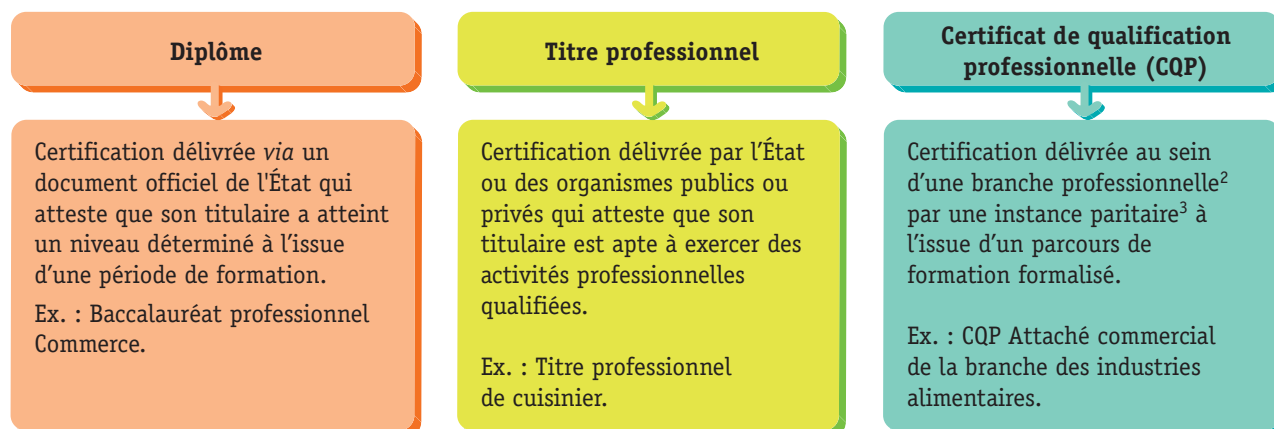 Diplôme
Certification délivrée via un
document officiel de l'État qui
atteste que son titulaire a atteint
un niveau déterminé à l’issue
d’une période de formation.
Ex. : Baccalauréat professionnel
Commerce.
Titre professionnel
Certification délivrée par l’État
ou des organismes publics ou
privés qui atteste que son
titulaire est apte à exercer des
activités professionnelles
qualifiées.
Ex. : Titre professionnel
de cuisinier.
Certificat de qualification
professionnelle (CQP)
Certification délivrée au sein
d’une branche professionnelle²
par une instance paritaire³ à
l’issue d’un parcours de
formation formalisé.
Ex. : CQP Attaché commercial
de la branche des industries
alimentaires.